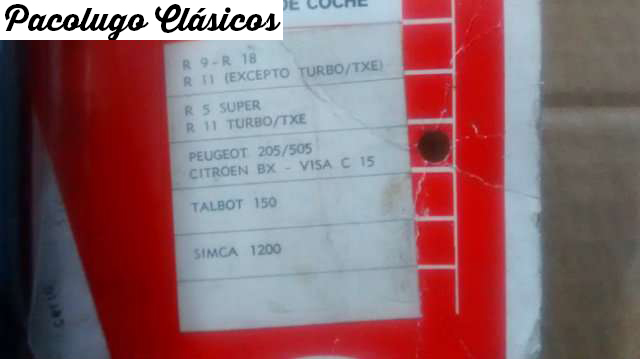 Pacolugo Clásicos
DE COCHE
R 9-R 18
R 11 (EXCEPTO TURBO/TXE)
R 5 SUPER
R 11 TURBO/TXE
PEUGEOT 205/505
CITROEN BX - VISA C 15
TALBOT 150
SIMCA 1200